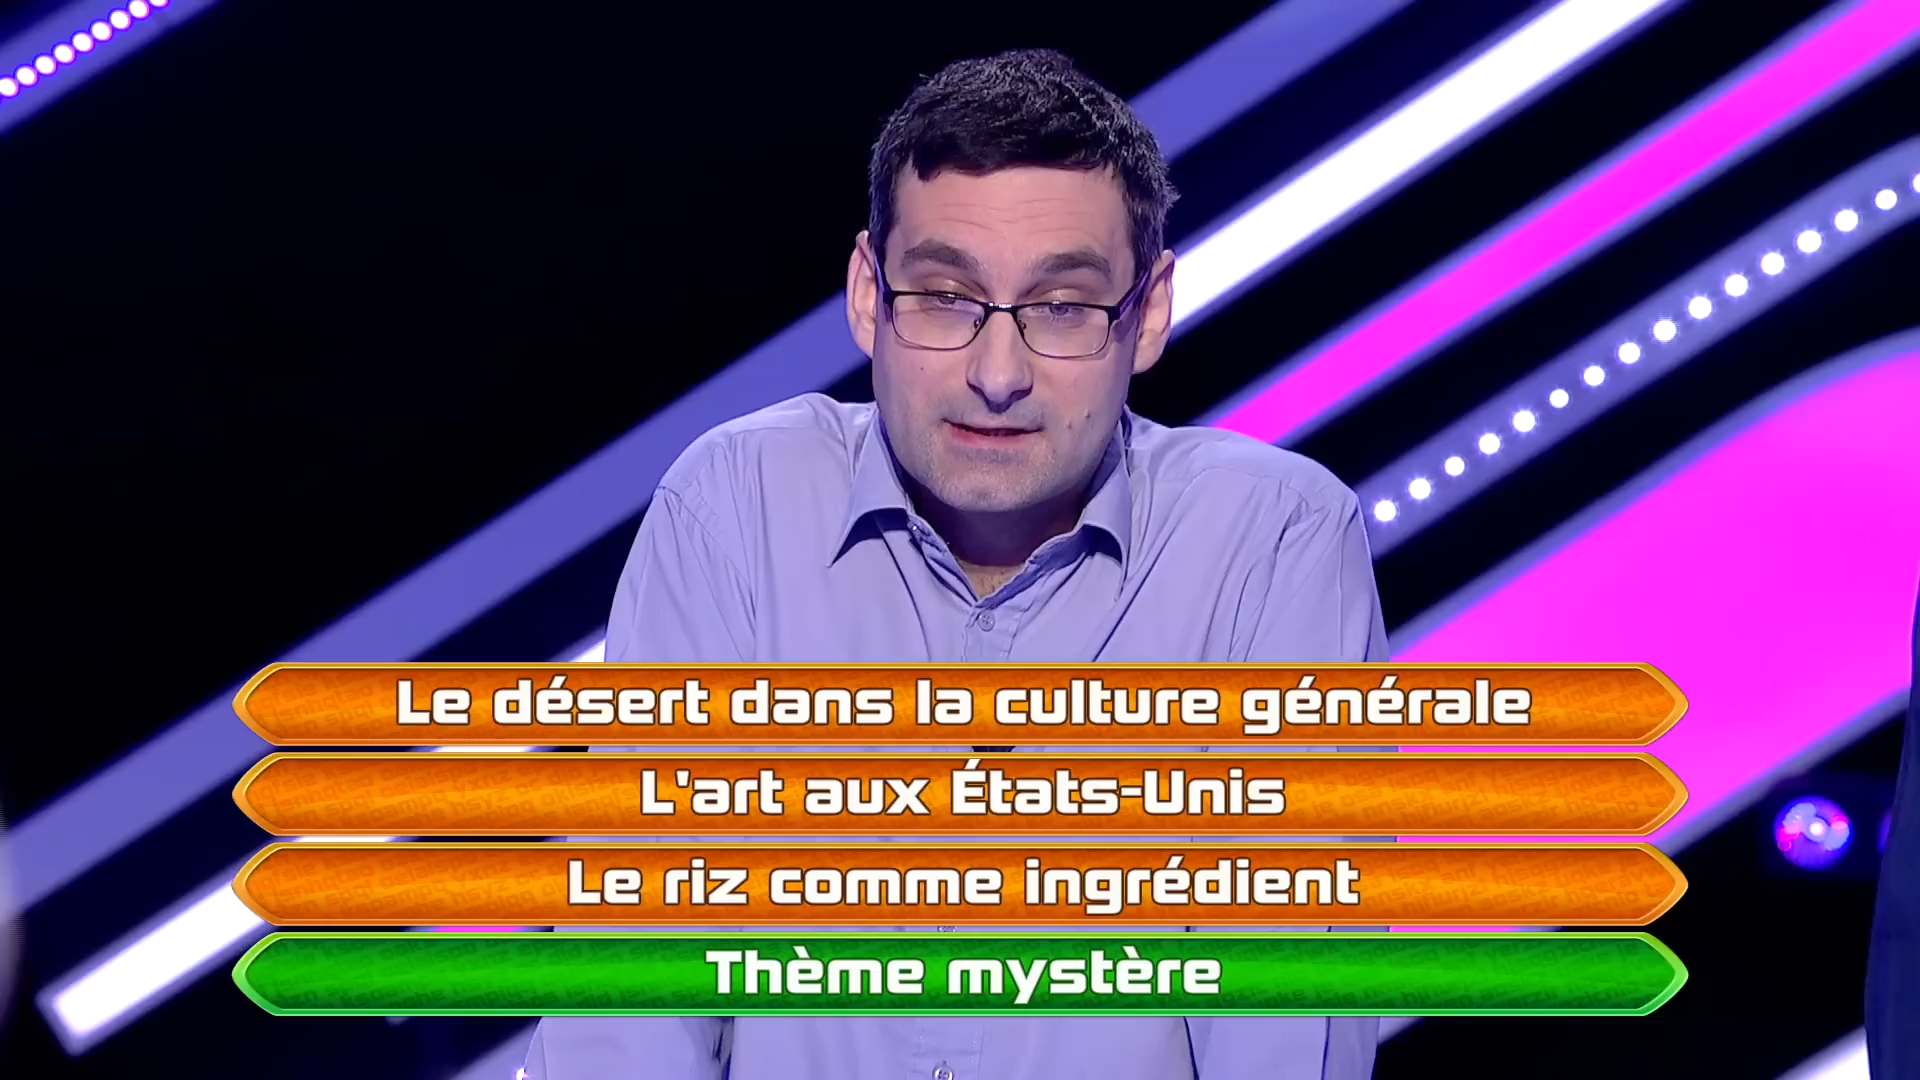 Le désert dans la culture générale
L'art aux États-Unis
Le riz comme ingrédient
Thème mystère